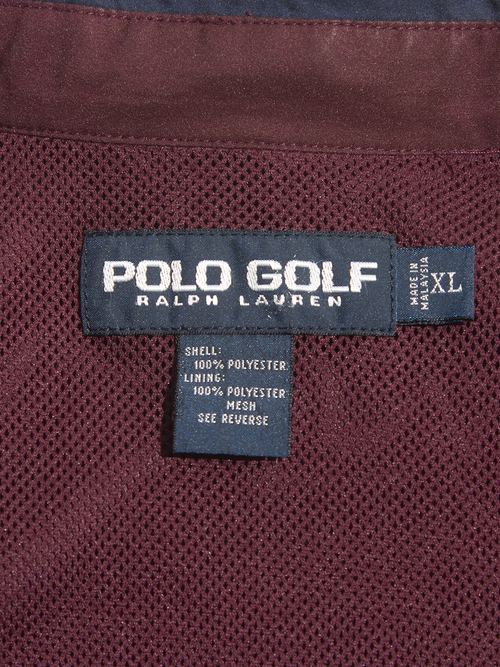 POLO GOLF
RALPH LAUREN
MADE IN
MALAYSIA
XL
SHELL:
100% POLYESTER
LINING:
100% POLYESTER
MESH
SEE REVERSE